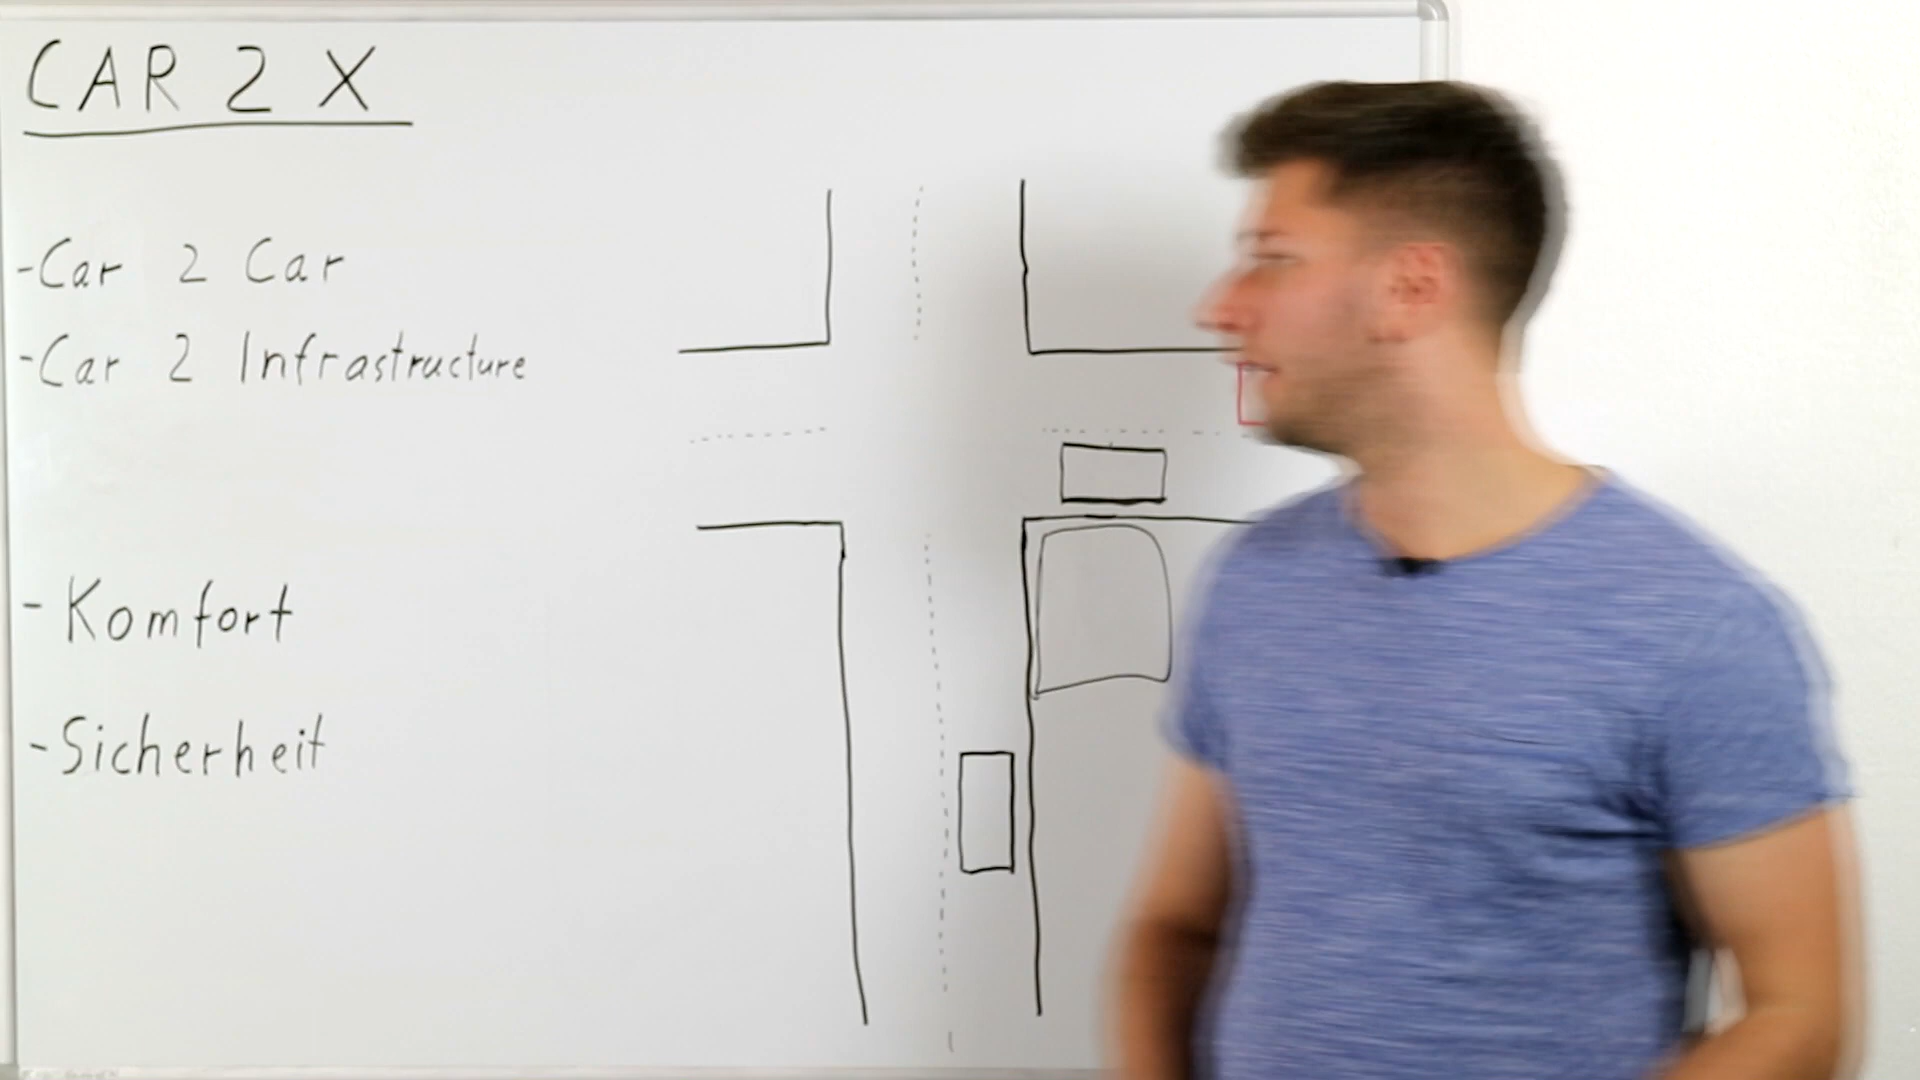 CAR 2 X
- Car 2 Car
- Car 2 Infrastructure
- Komfort
- Sicherheit